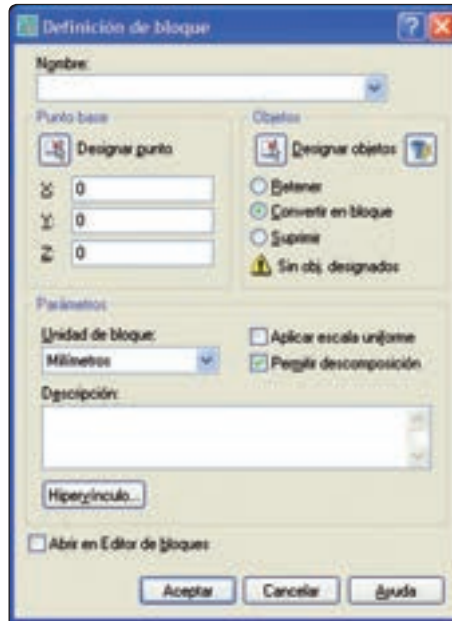 Definición de bloque
Nombre:
Punto base
Designar punto
X: 0
Y: 0
Z: 0
Objetos
Designar objetos
Retener
Convertir en bloque
Suprimir
Sin obj. designados
Parámetros
Unidad de bloque:
Milímetros
Aplicar escala uniforme
Permitir descomposición
Descripción:
Hipervínculo...
Abrir en Editor de bloques
Aceptar Cancelar Ayuda